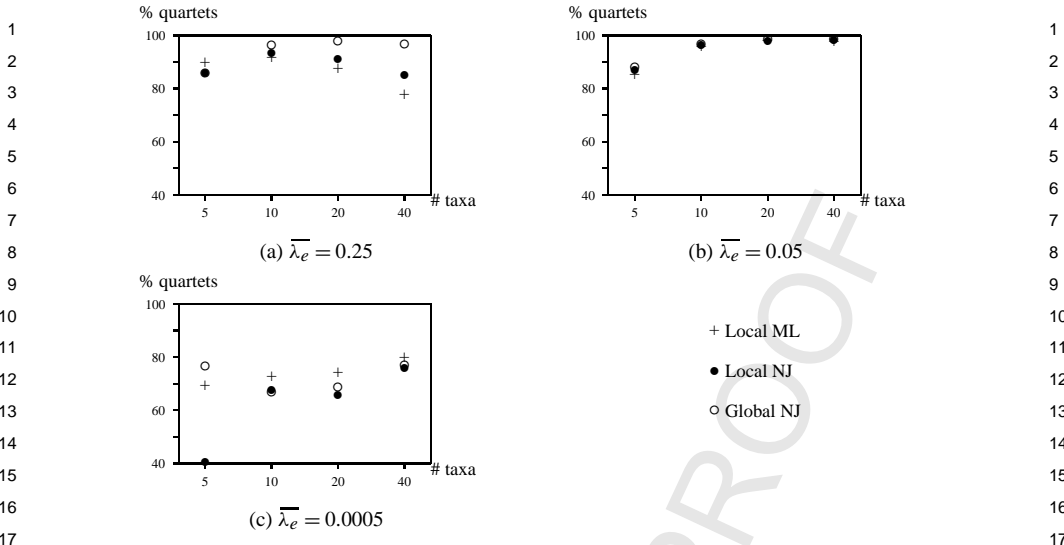 % quartets % quartets
1 100 100 1
2 80 80 2
3 60 60 3
4 40 40 4
5 5 10 20 40 # taxa 5 10 20 40 # taxa 5
6 6
7 7
8 (a) λe = 0.25 (b) λe = 0.05 8
9 % quartets 9
10 100 10
11 + Local ML 11
12 80 • Local NJ 12
13 60 ○ Global NJ 13
14 40 14
15 5 10 20 40 # taxa 15
16 (c) λe = 0.0005 16
17 17
PROOF